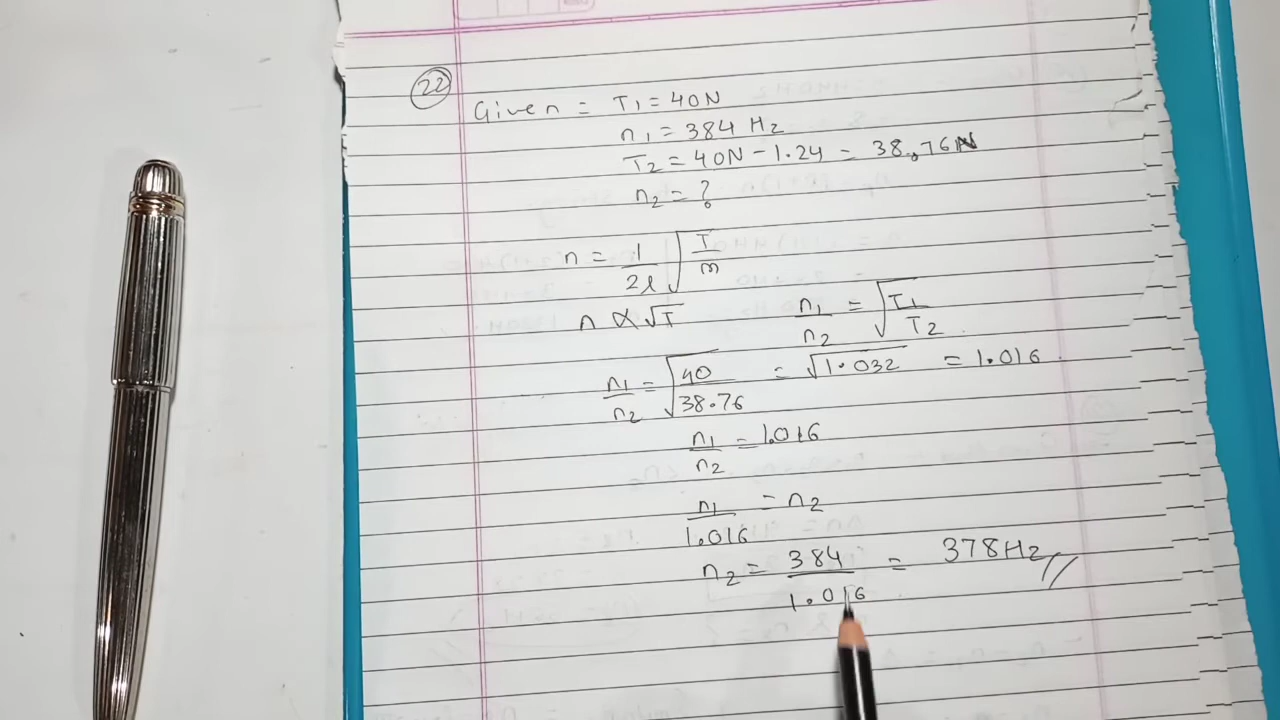 22
Given = T₁ = 40N
n₁ = 384 Hz
T₂ = 40N - 1.24 = 38.76N
n₂ = ?
n = 1/2l √T/m
n ∝ √T n₁/n₂ = √T₁/T₂
n₁/n₂ = √40/38.76 = √1.032 = 1.016
n₁/n₂ = 1.016
n₁/1.016 = n₂
n₂ = 384/1.016 = 378Hz //